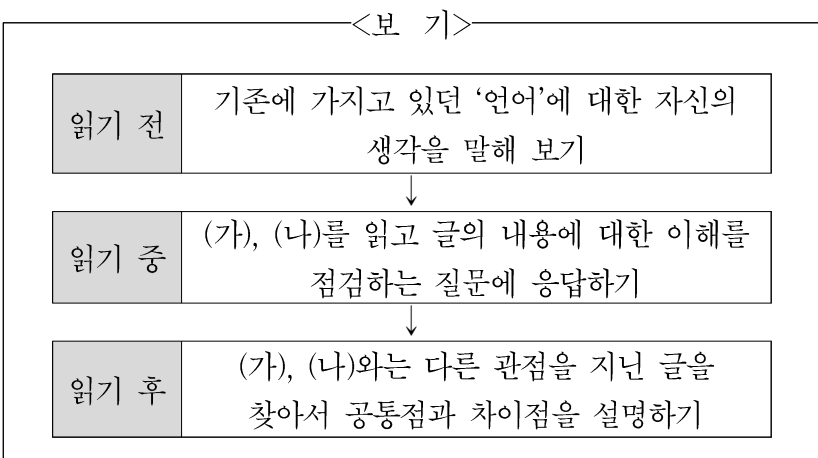 <보 기>
읽기 전
기존에 가지고 있던 ‘언어’에 대한 자신의
생각을 말해 보기
↓
읽기 중
(가), (나)를 읽고 글의 내용에 대한 이해를
점검하는 질문에 응답하기
↓
읽기 후
(가), (나)와는 다른 관점을 지닌 글을
찾아서 공통점과 차이점을 설명하기